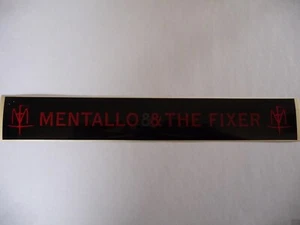 MENTALLO & THE FIXER